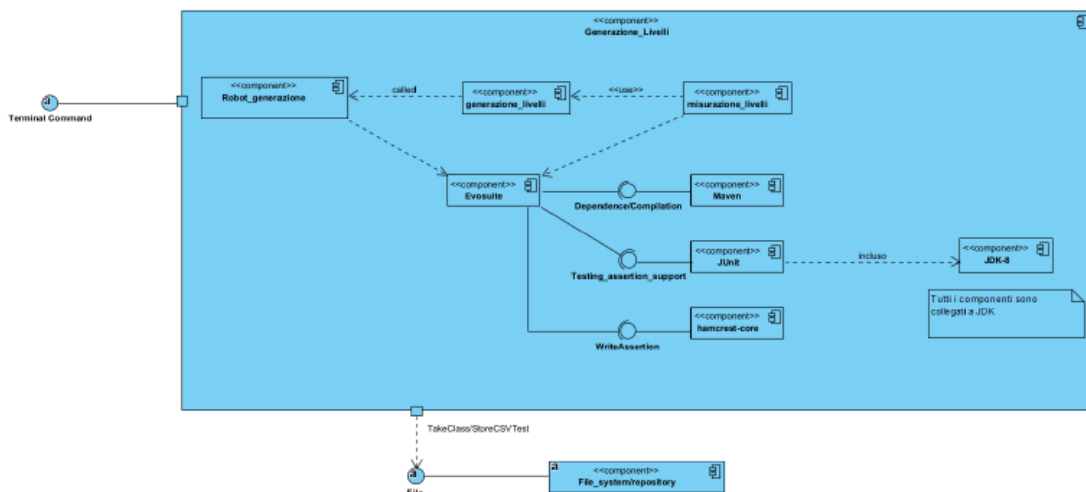 <<component>>
Generazione_Livelli
<<component>>
Robot_generazione
called
<<component>>
generazione_livelli
<<use>>
<<component>>
misurazione_livelli
a
Terminal Command
<<component>>
Evosuite
Dependence/Compilation
<<component>>
Maven
Testing_assertion_support
<<component>>
JUnit
incluso
<<component>>
JDK-8
Tutti i componenti sono
collegati a JDK
WriteAssertion
<<component>>
hamcrest-core
TakeClass/StoreCSVTest
a
File
a
<<component>>
File_system/repository